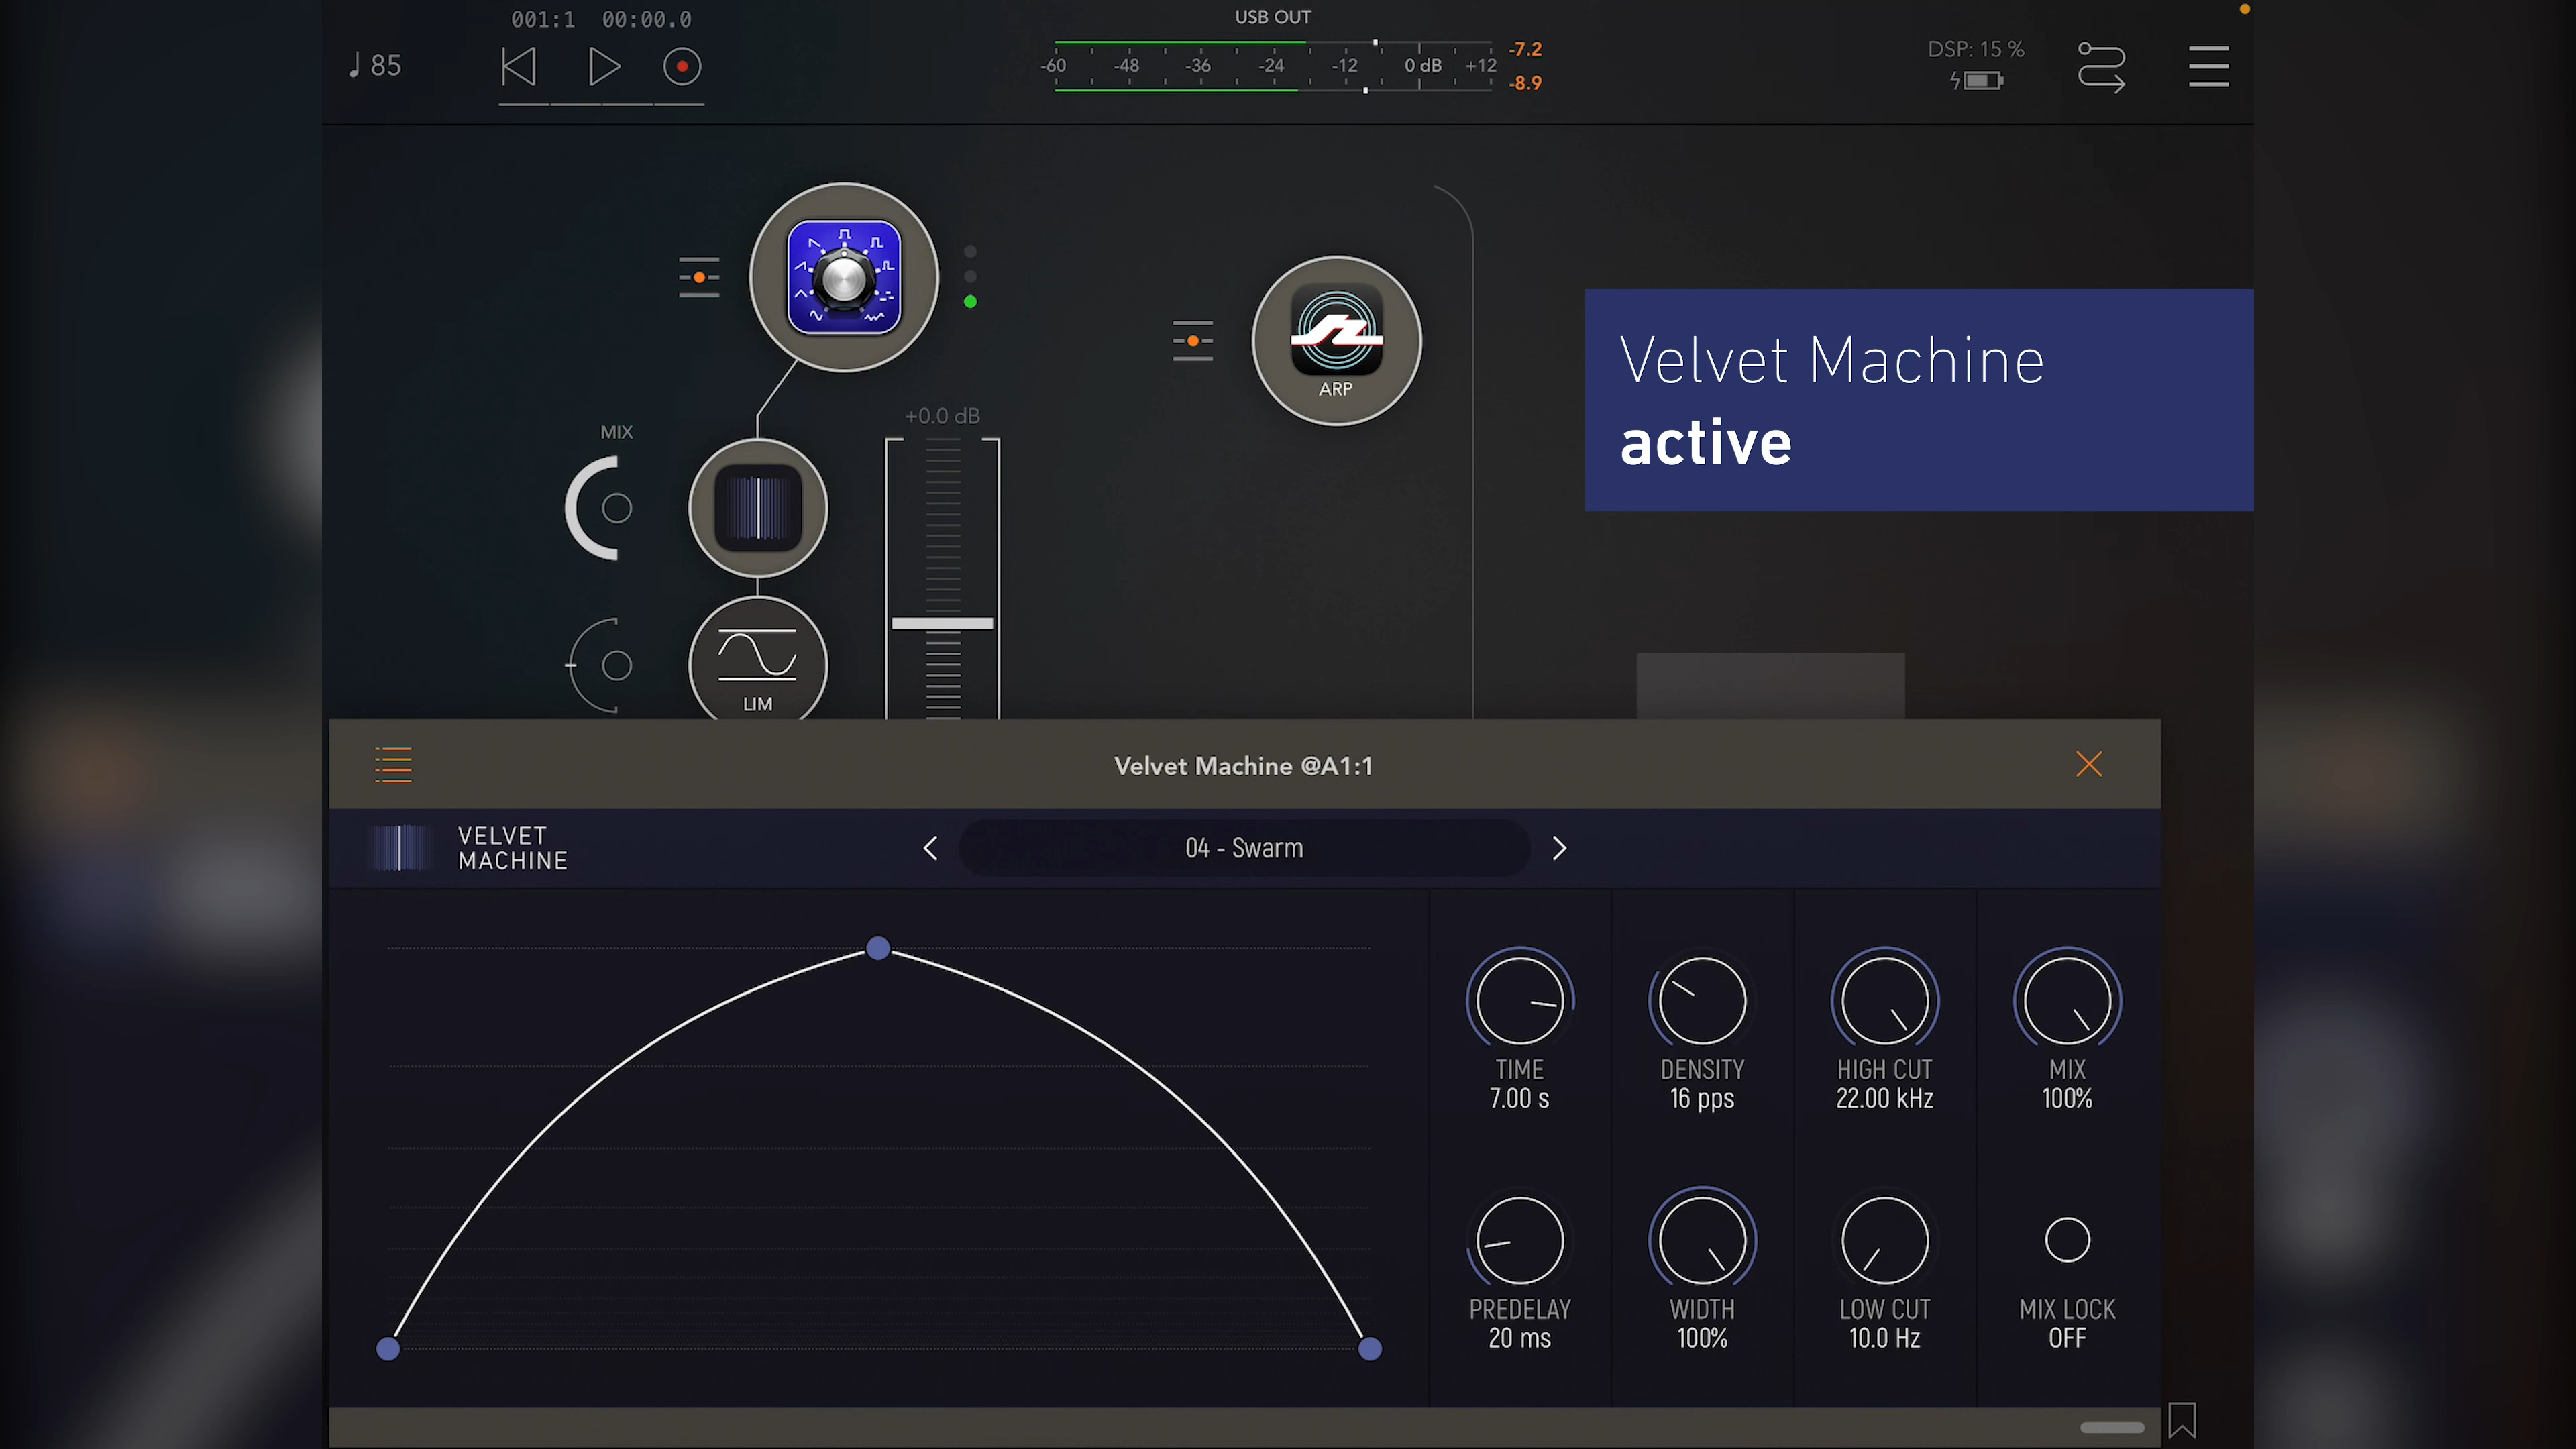 001:1 00:00.0
85
USB OUT
-60 -48 -36 -24 -12 0 dB +12
-7.2
-8.9
DSP: 15 %
ARP
Velvet Machine
active
+0.0 dB
MIX
LIM
Velvet Machine @A1:1
VELVET
MACHINE
04 - Swarm
TIME
7.00 s
DENSITY
16 pps
HIGH CUT
22.00 kHz
MIX
100%
PREDELAY
20 ms
WIDTH
100%
LOW CUT
10.0 Hz
MIX LOCK
OFF